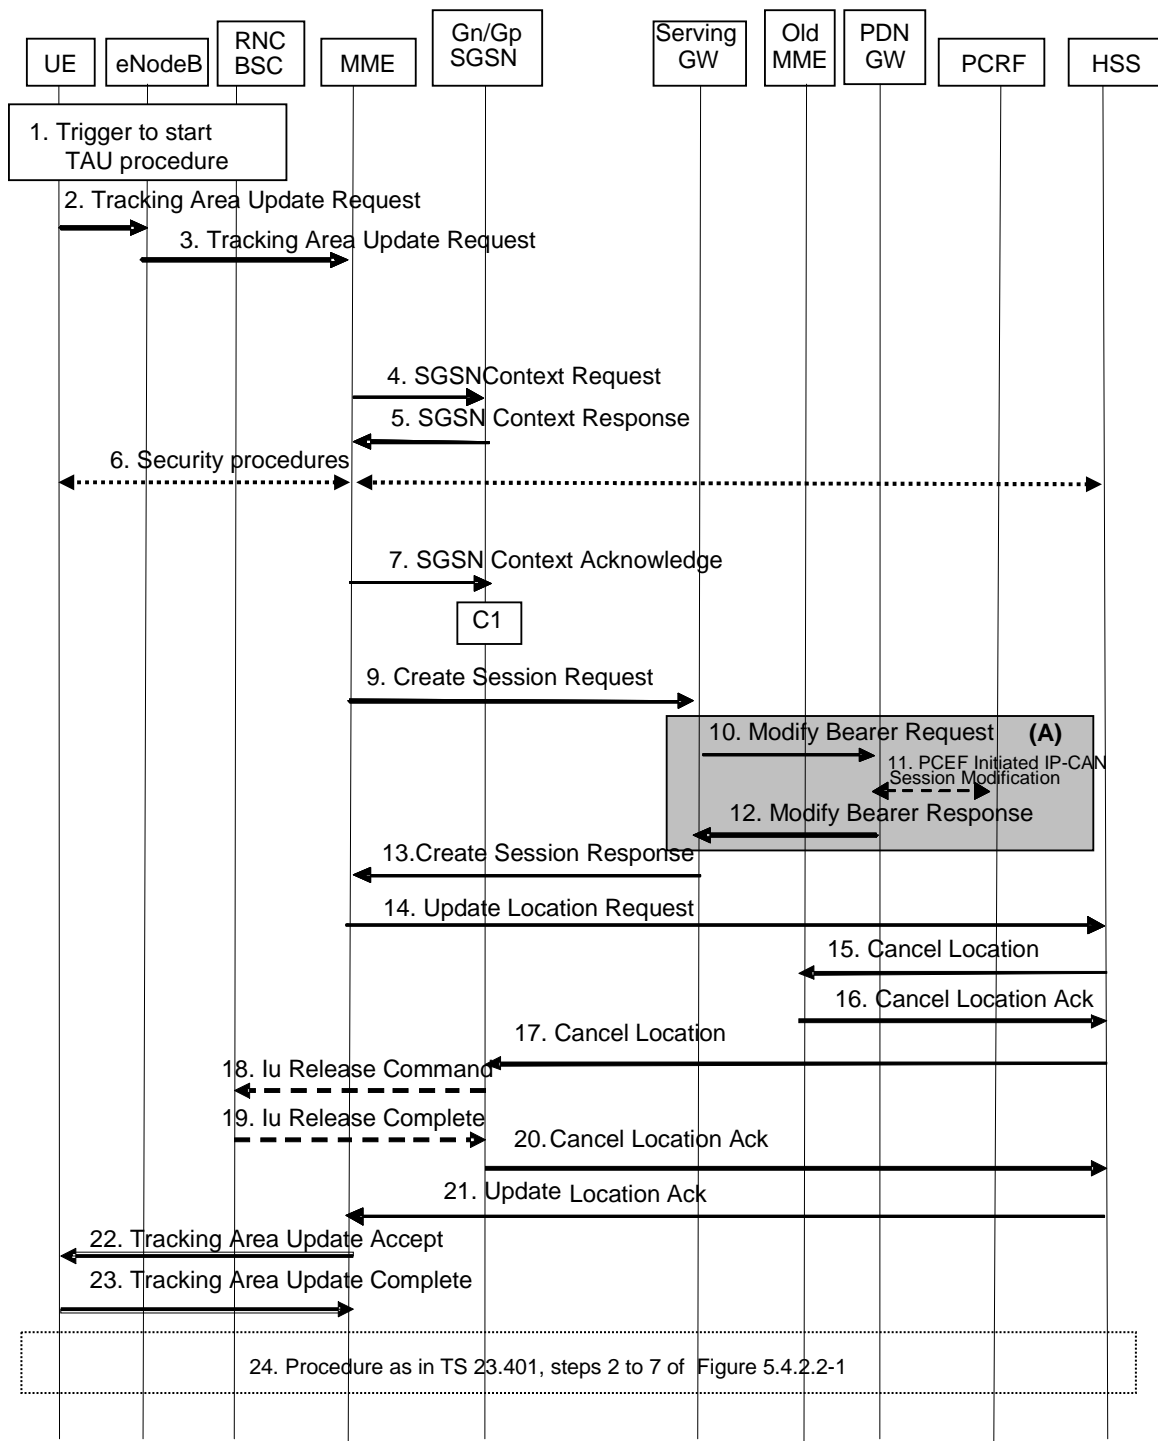 UE
eNodeB
RNC
BSC
MME
Gn/Gp
SGSN
Serving
GW
Old
MME
PDN
GW
PCRF
HSS
1. Trigger to start
TAU procedure
2. Tracking Area Update Request
3. Tracking Area Update Request
4. SGSNContext Request
5. SGSN Context Response
6. Security procedures
7. SGSN Context Acknowledge
C1
9. Create Session Request
10. Modify Bearer Request (A)
11. PCEF Initiated IP-CAN
Session Modification
12. Modify Bearer Response
13.Create Session Response
14. Update Location Request
15. Cancel Location
16. Cancel Location Ack
17. Cancel Location
18. Iu Release Command
19. Iu Release Complete
20.Cancel Location Ack
21. Update Location Ack
22. Tracking Area Update Accept
23. Tracking Area Update Complete
24. Procedure as in TS 23.401, steps 2 to 7 of Figure 5.4.2.2-1